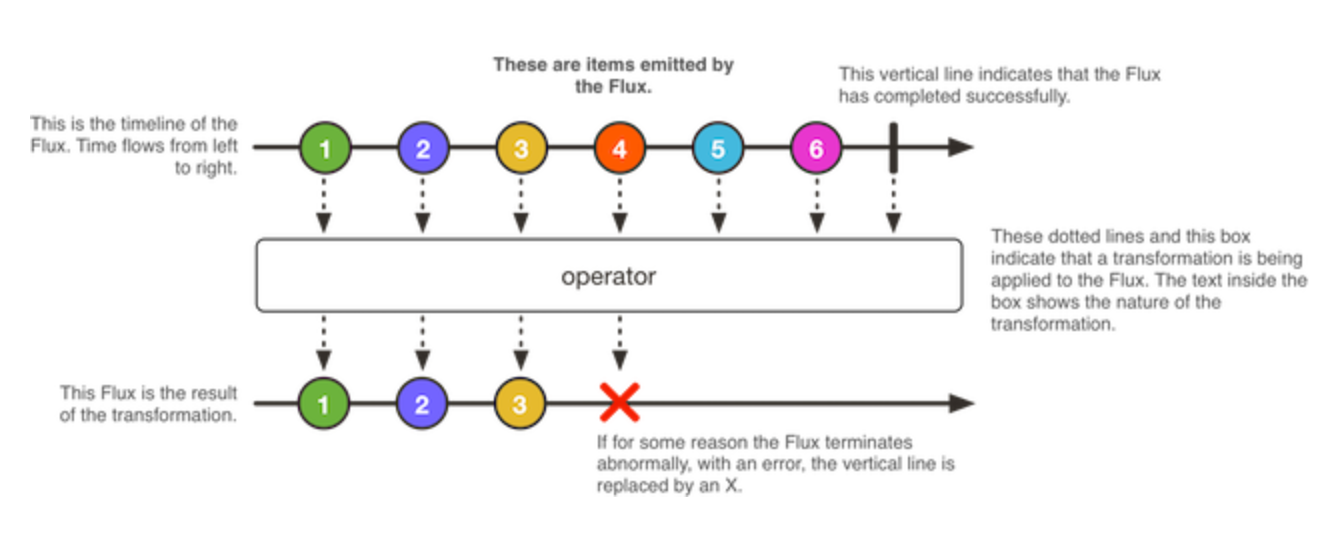 These are items emitted by
the Flux.
This vertical line indicates that the Flux
has completed successfully.
This is the timeline of the
Flux. Time flows from left
to right.
1 2 3 4 5 6
These dotted lines and this box
indicate that a transformation is being
applied to the Flux. The text inside the
box shows the nature of the
transformation.
operator
This Flux is the result
of the transformation.
1 2 3
If for some reason the Flux terminates
abnormally, with an error, the vertical line is
replaced by an X.